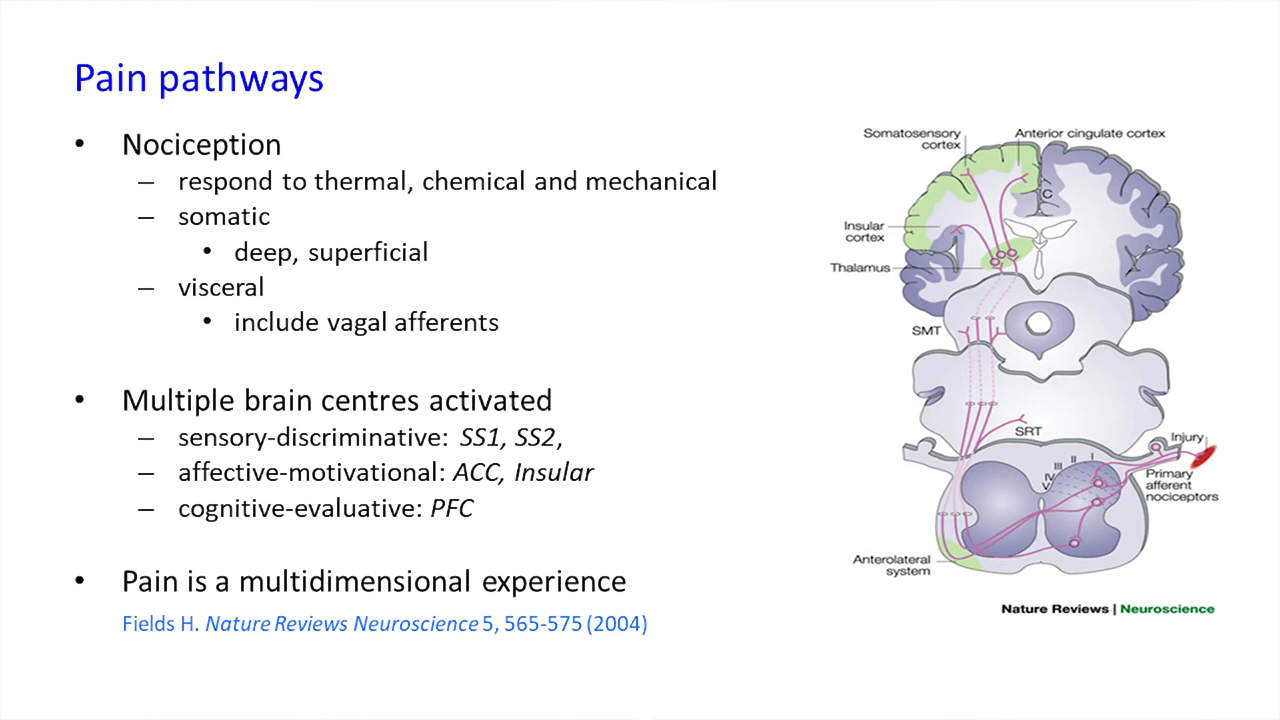 Pain pathways
• Nociception
– respond to thermal, chemical and mechanical
– somatic
• deep, superficial
– visceral
• include vagal afferents
• Multiple brain centres activated
– sensory-discriminative: SS1, SS2,
– affective-motivational: ACC, Insular
– cognitive-evaluative: PFC
• Pain is a multidimensional experience
Fields H. Nature Reviews Neuroscience 5, 565-575 (2004)
Somatosensory
cortex
Anterior cingulate cortex
C
Insular
cortex
Thalamus
SMT
SRT
Injury
I
II
III
IV
V
Primary
afferent
nociceptors
Anterolateral
system
Nature Reviews | Neuroscience